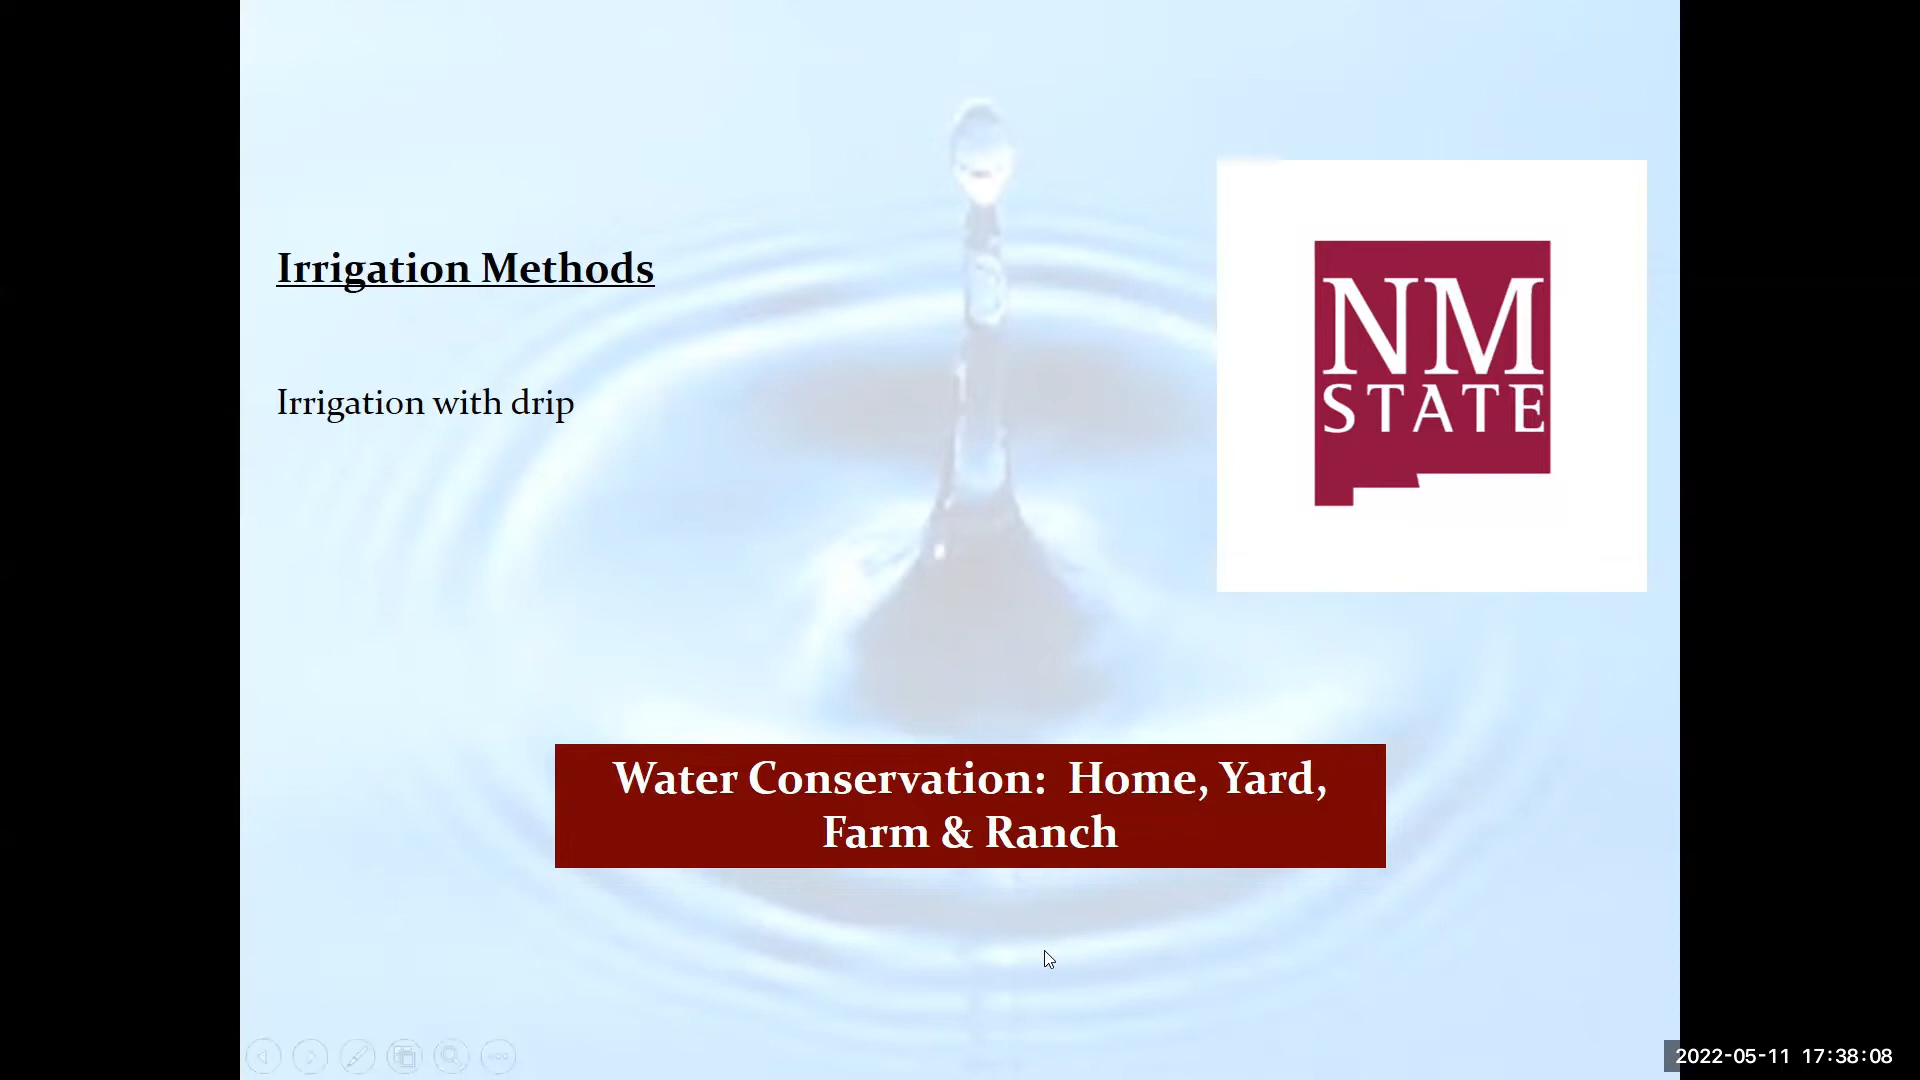 Irrigation Methods
Irrigation with drip
NM
STATE
Water Conservation:  Home, Yard,
Farm & Ranch
2022-05-11 17:38:08